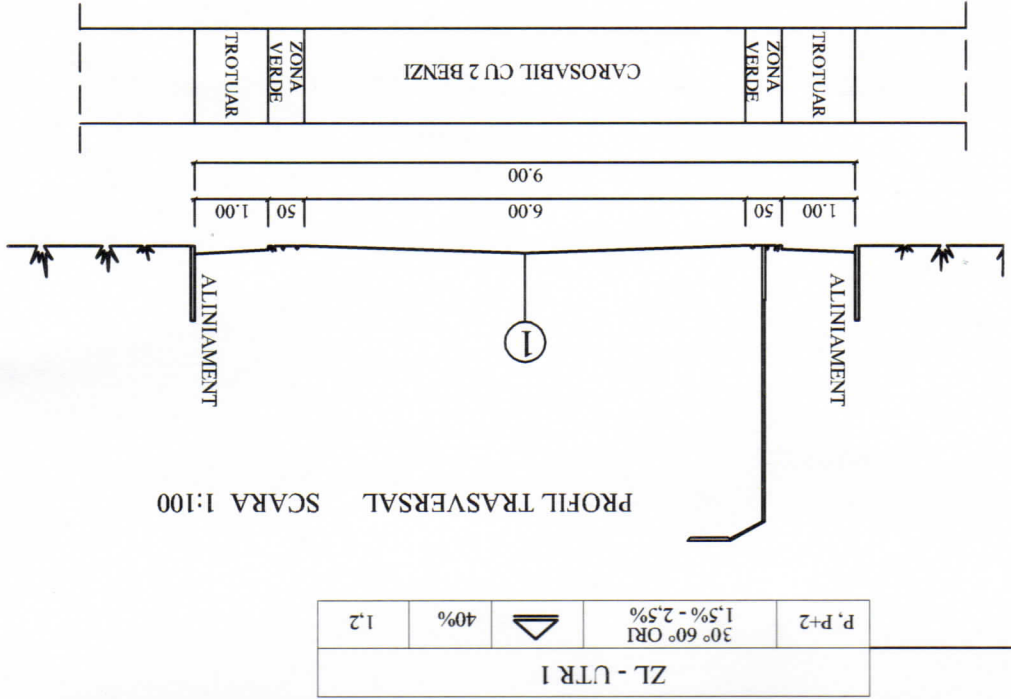 ZL - UTR 1
P, P+2
30° 60° ORI
1,5% - 2,5%
40%
1,2
PROFIL TRASVERSAL SCARA 1:100
ALINIAMENT
1
ALINIAMENT
1.00
50
6.00
50
1.00
9.00
TROTUAR
ZONA
VERDE
CAROSABIL CU 2 BENZI
ZONA
VERDE
TROTUAR